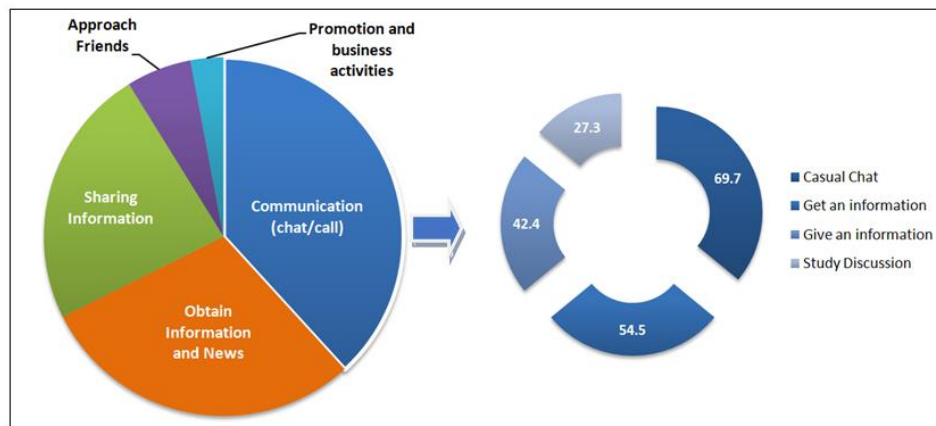 Approach
Friends
Promotion and
business
activities
Sharing
Information
Communication
(chat/call)
Obtain
Information
and News
27.3
69.7
42.4
54.5
Casual Chat
Get an information
Give an information
Study Discussion